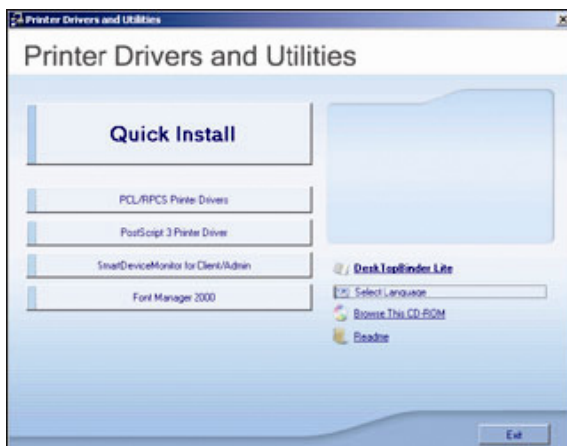 Printer Drivers and Utilities
Printer Drivers and Utilities
Quick Install
PCL/RPCS Printer Drivers
PostScript 3 Printer Driver
SmartDeviceMonitor for Client/Admin
Font Manager 2000
DeskTopBinder Lite
Select Language
Browse This CD-ROM
Readme
Exit